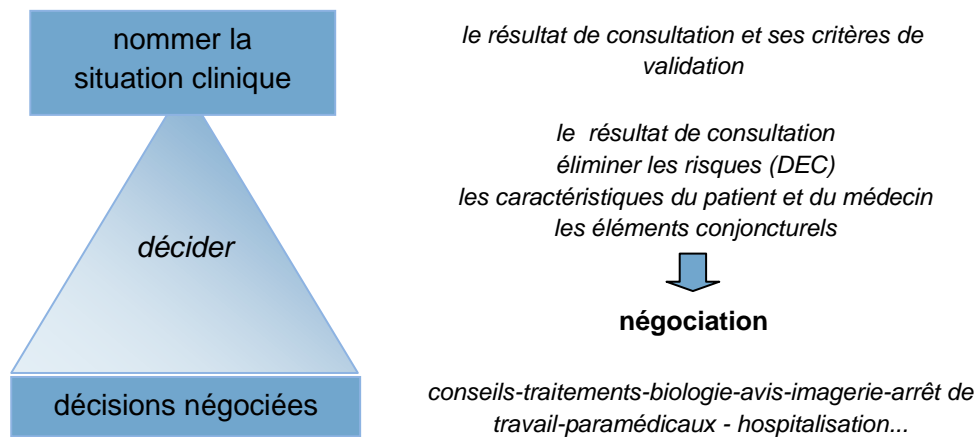 nommer la
situation clinique
le résultat de consultation et ses critères de
validation
le résultat de consultation
éliminer les risques (DEC)
les caractéristiques du patient et du médecin
les éléments conjoncturels
décider
négociation
décisions négociées
conseils-traitements-biologie-avis-imagerie-arrêt de
travail-paramédicaux - hospitalisation...